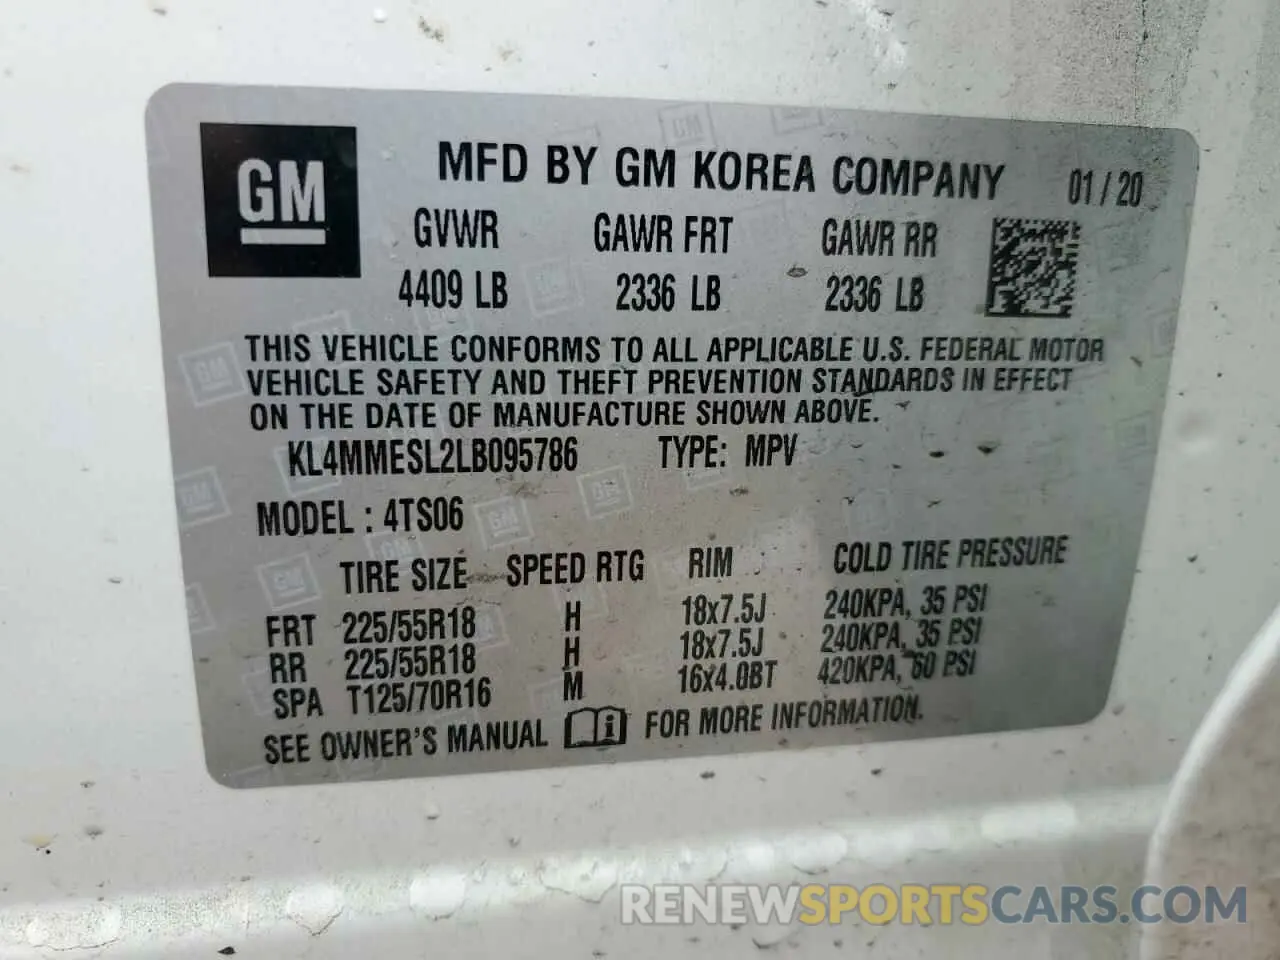 GM
MFD BY GM KOREA COMPANY 01/20
GVWR GAWR FRT GAWR RR
4409 LB 2336 LB 2336 LB
THIS VEHICLE CONFORMS TO ALL APPLICABLE U.S. FEDERAL MOTOR
VEHICLE SAFETY AND THEFT PREVENTION STANDARDS IN EFFECT
ON THE DATE OF MANUFACTURE SHOWN ABOVE.
KL4MMESL2LB095786 TYPE: MPV
MODEL : 4TS06
TIRE SIZE SPEED RTG RIM COLD TIRE PRESSURE
FRT 225/55R18 H 18x7.5J 240KPA, 35 PSI
RR 225/55R18 H 18x7.5J 240KPA, 35 PSI
SPA T125/70R16 M 16x4.0BT 420KPA, 60 PSI
SEE OWNER'S MANUAL i FOR MORE INFORMATION.
RENEWSPORTSCARS.COM